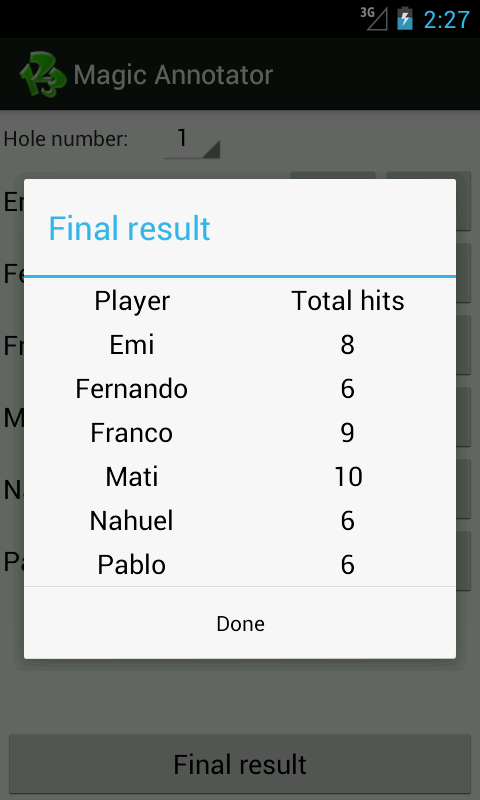 3G 2:27
Magic Annotator
Hole number: 1
Final result
Player Total hits
Emi 8
Fernando 6
Franco 9
Mati 10
Nahuel 6
Pablo 6
Done
Final result